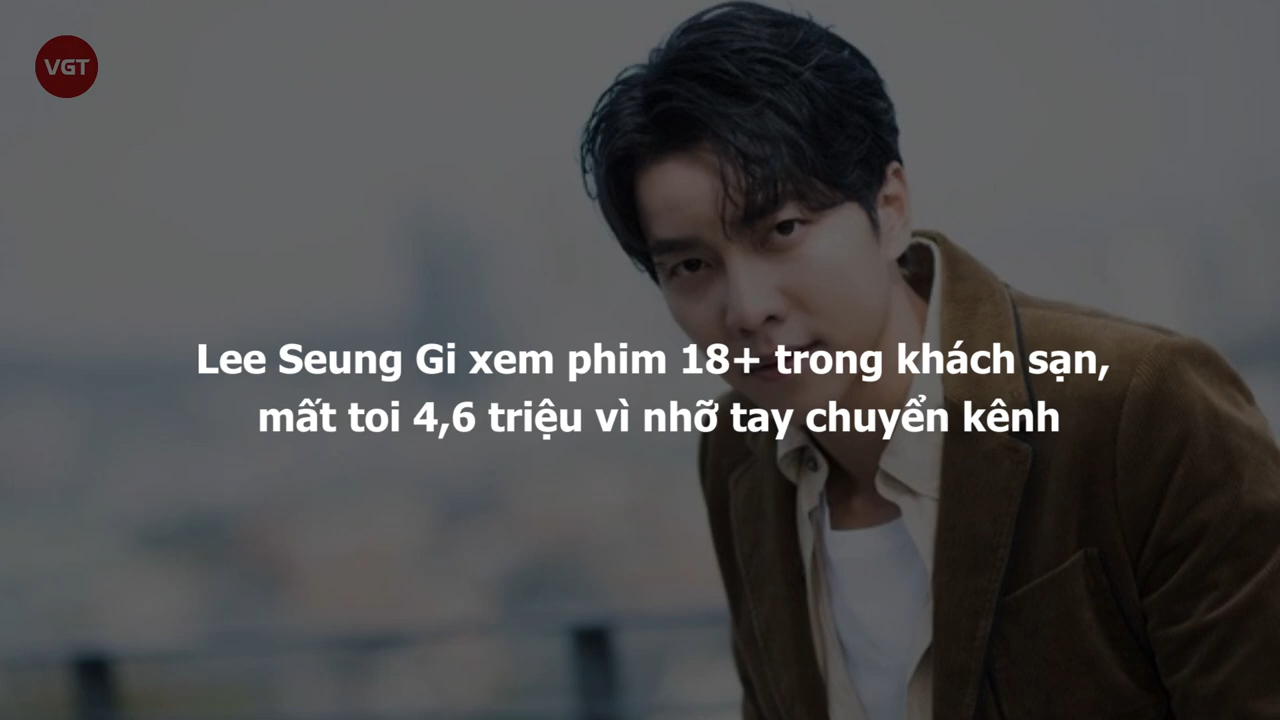 VGT
Lee Seung Gi xem phim 18+ trong khách sạn,
mất toi 4,6 triệu vì nhỡ tay chuyển kênh